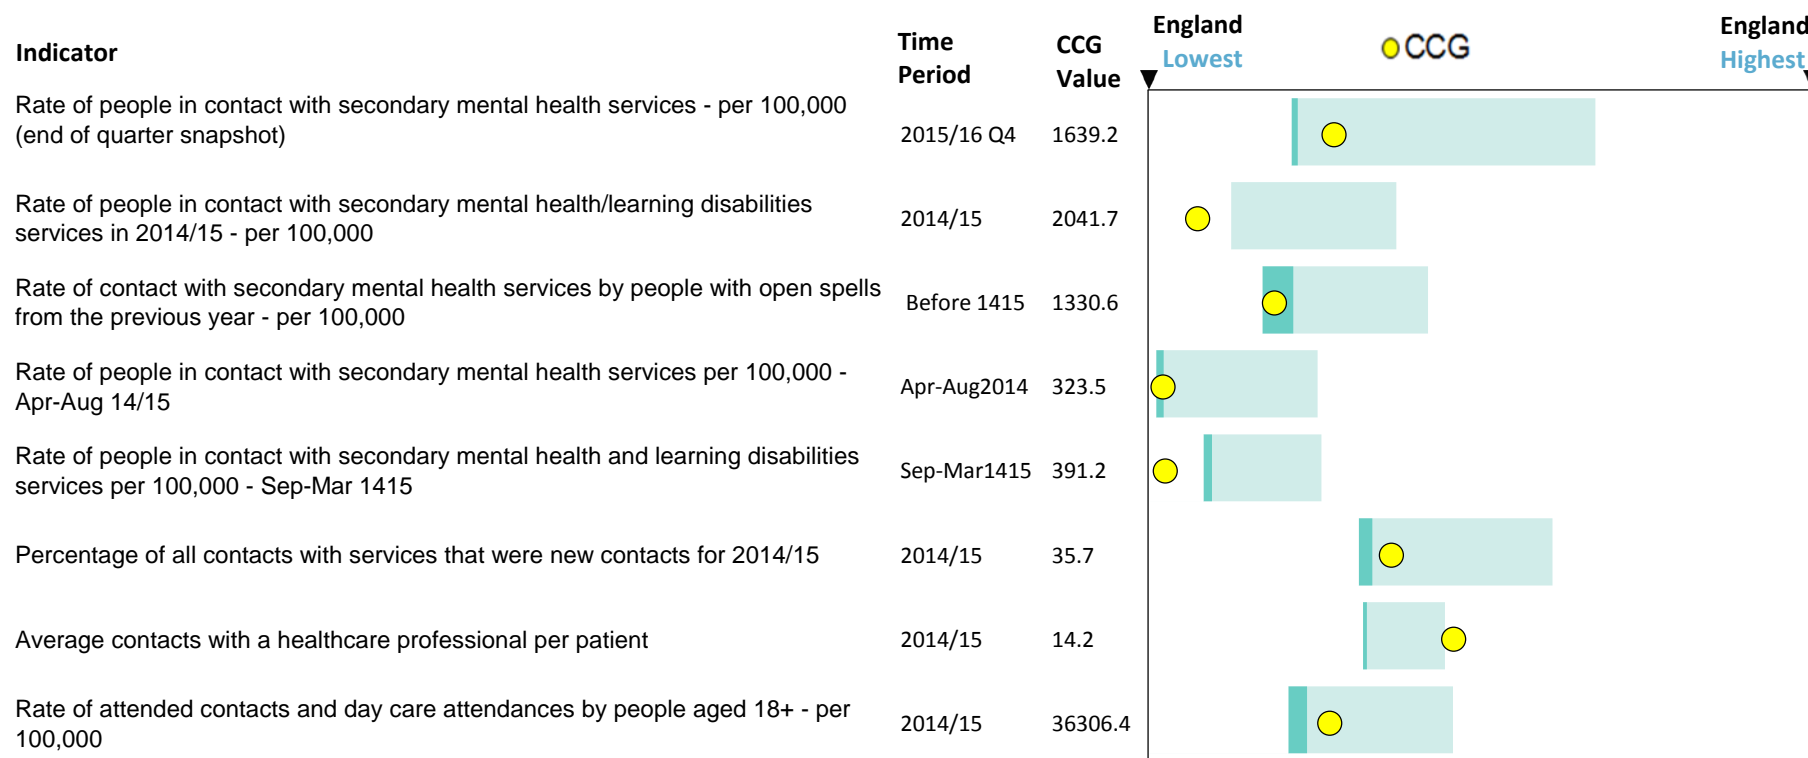 Indicator
Time
Period
CCG
Value
England
Lowest
CCG
England
Highest
Rate of people in contact with secondary mental health services - per 100,000
(end of quarter snapshot)
2015/16 Q4
1639.2
Rate of people in contact with secondary mental health/learning disabilities
services in 2014/15 - per 100,000
2014/15
2041.7
Rate of contact with secondary mental health services by people with open spells
from the previous year - per 100,000
Before 1415
1330.6
Rate of people in contact with secondary mental health services per 100,000 -
Apr-Aug 14/15
Apr-Aug2014
323.5
Rate of people in contact with secondary mental health and learning disabilities
services per 100,000 - Sep-Mar 1415
Sep-Mar1415
391.2
Percentage of all contacts with services that were new contacts for 2014/15
2014/15
35.7
Average contacts with a healthcare professional per patient
2014/15
14.2
Rate of attended contacts and day care attendances by people aged 18+ - per
100,000
2014/15
36306.4